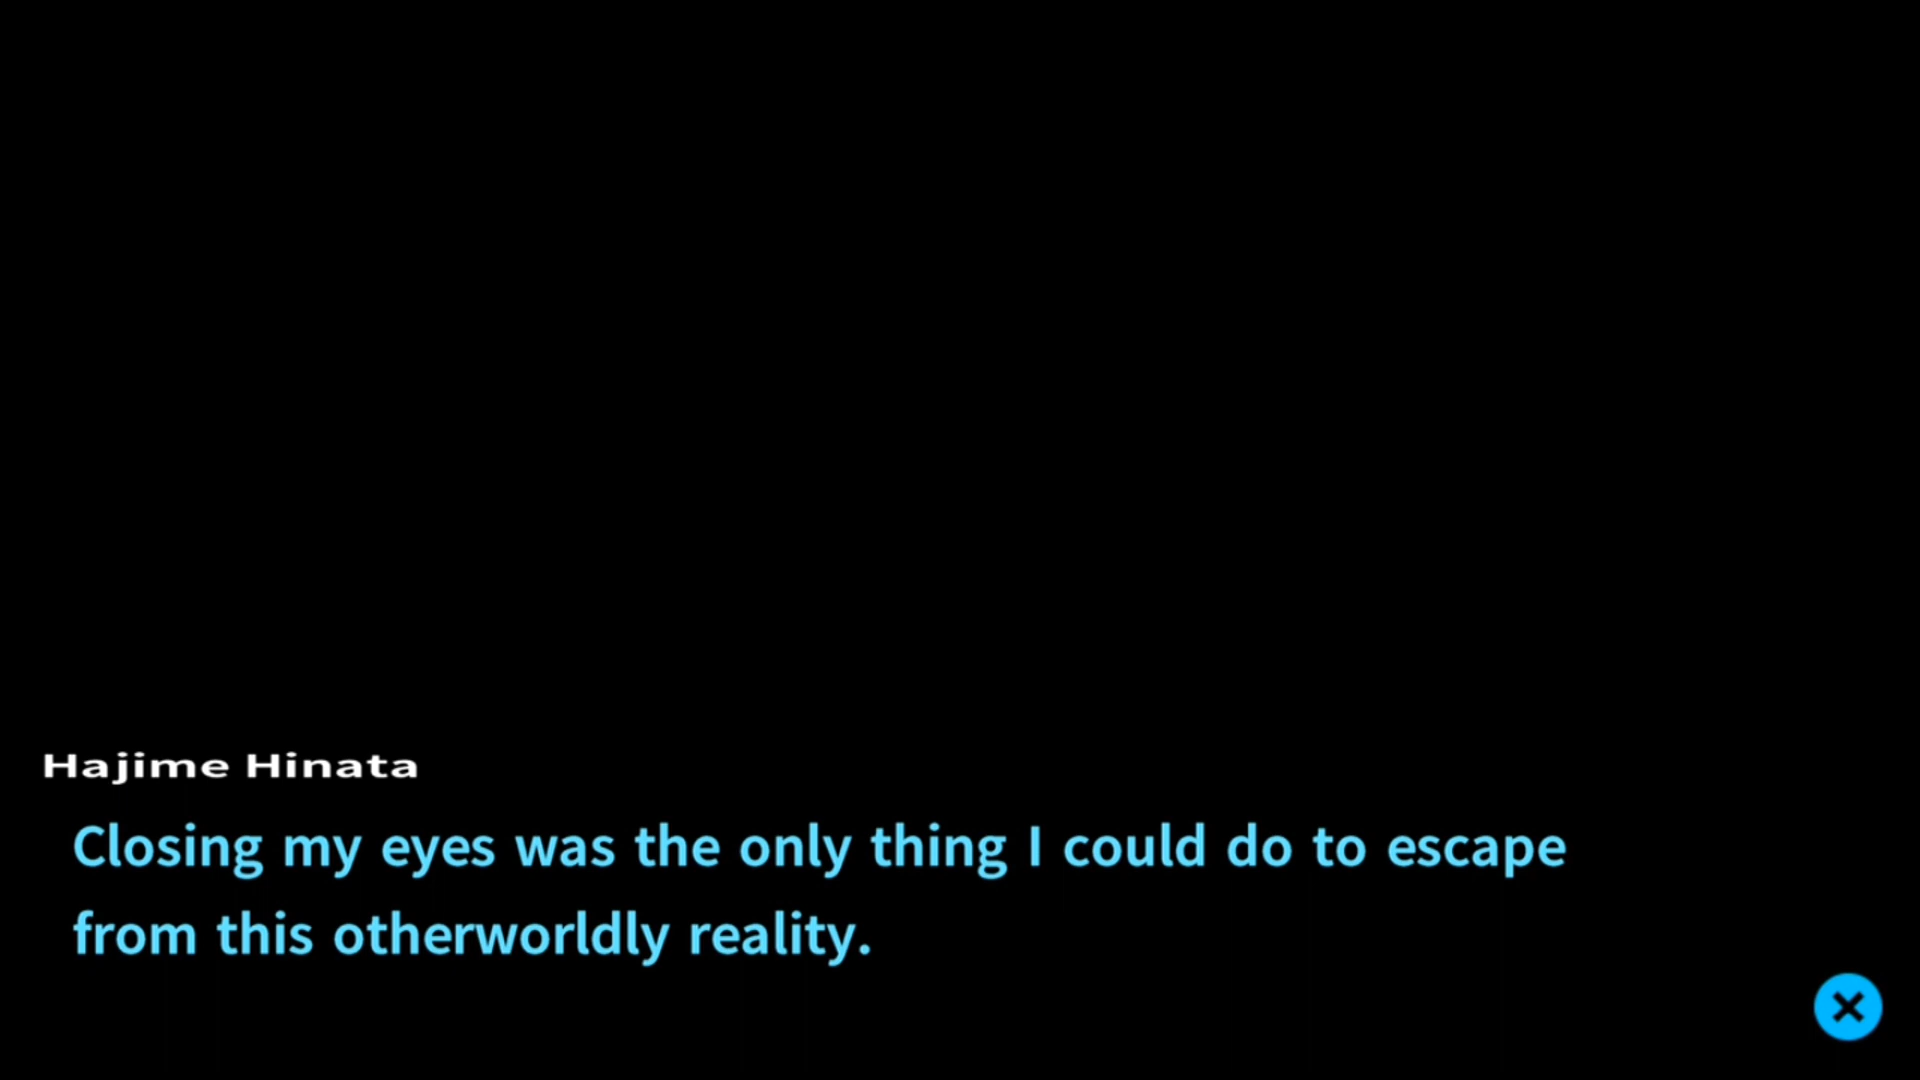 Hajime Hinata
Closing my eyes was the only thing I could do to escape
from this otherworldly reality.